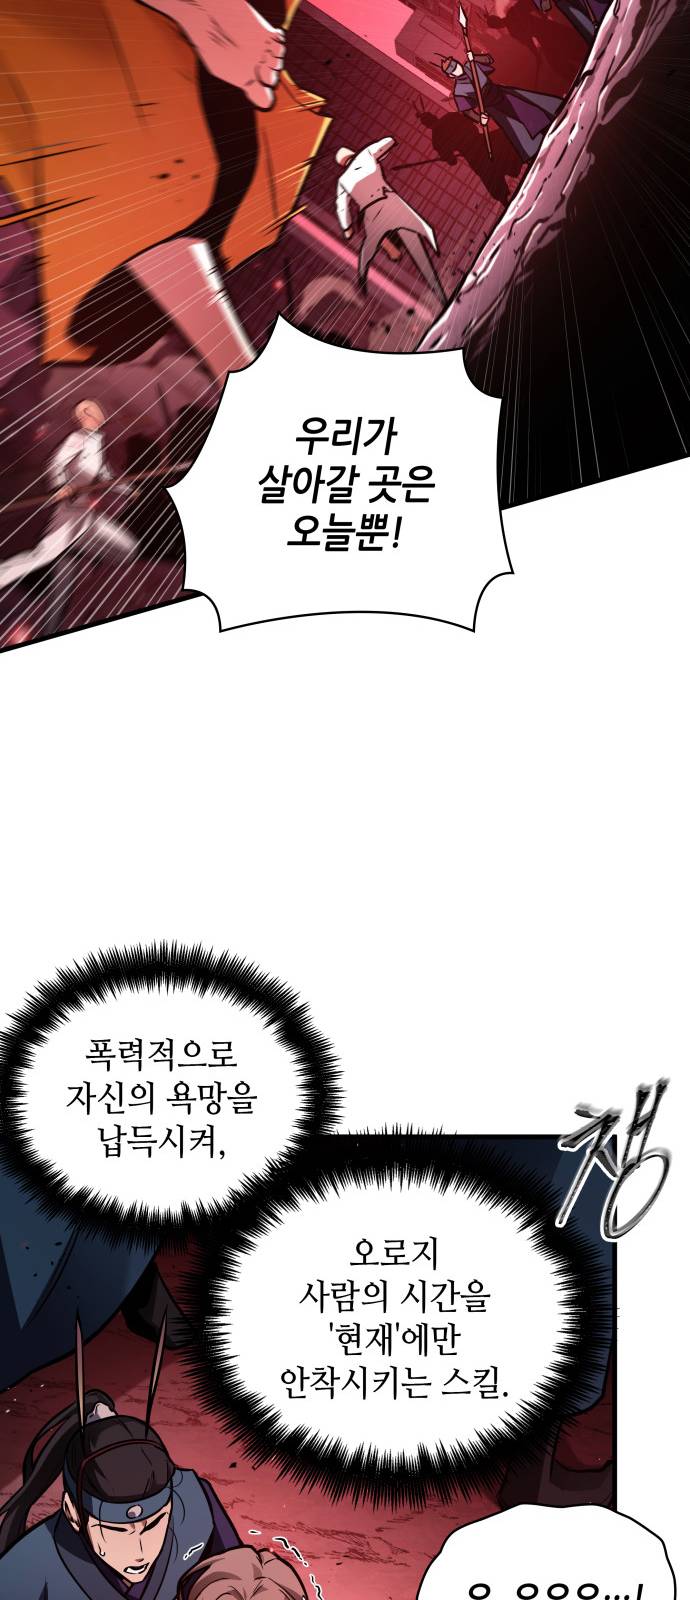 우리가
살아갈 곳은
오늘뿐!
폭력적으로
자신의 욕망을
납득시켜,
쟁
오로지
사람의 시간을
'현재'에만
안착시키는 스킬.